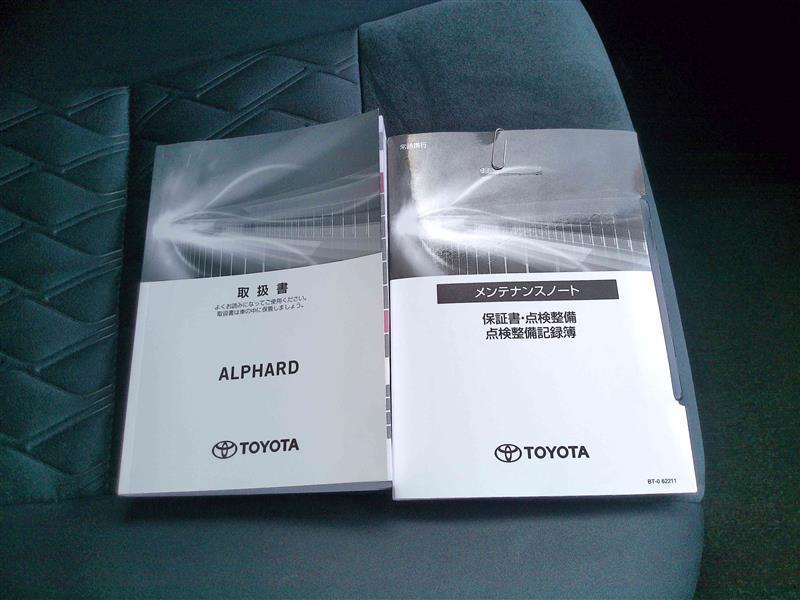 取扱書
よくお読みになってご使用ください。
取扱書は車の中に保管しましょう。
ALPHARD
TOYOTA
常時携行
メンテナンスノート
保証書・点検整備
点検整備記録簿
TOYOTA
BT-0 62211